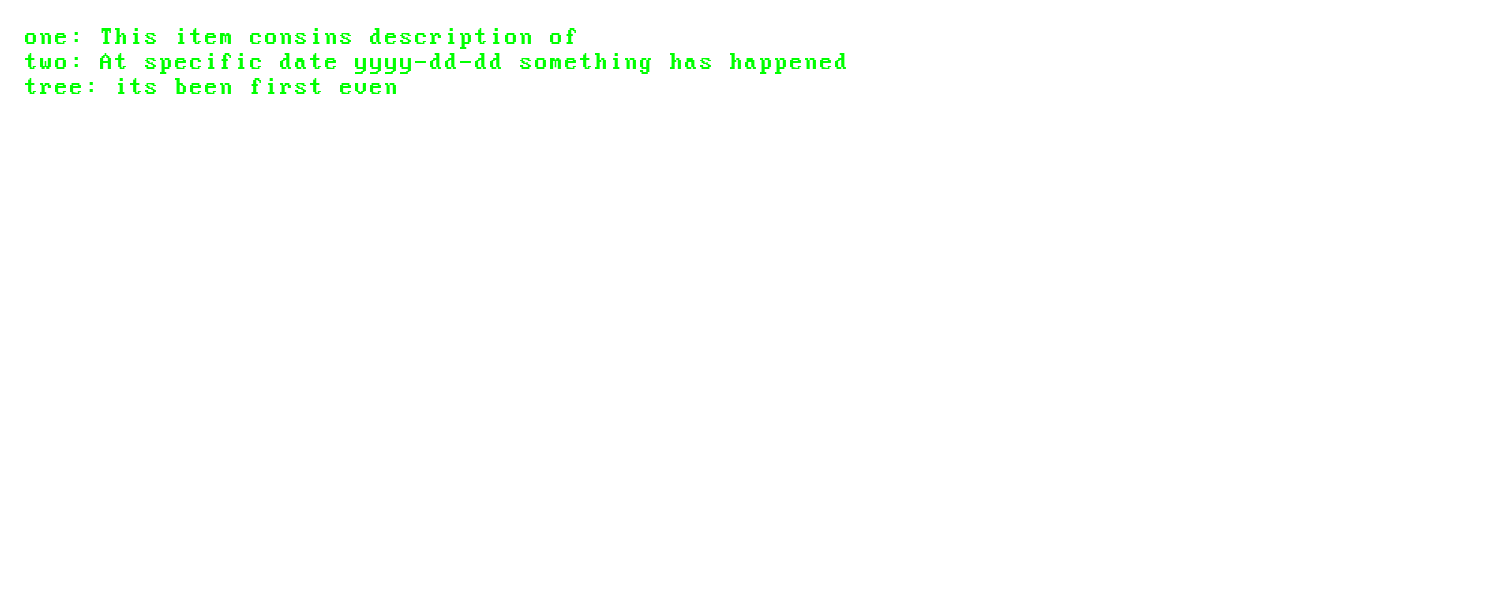 one: This item consins description of
two: At specific date yyyy-dd-dd something has happened
tree: its been first even